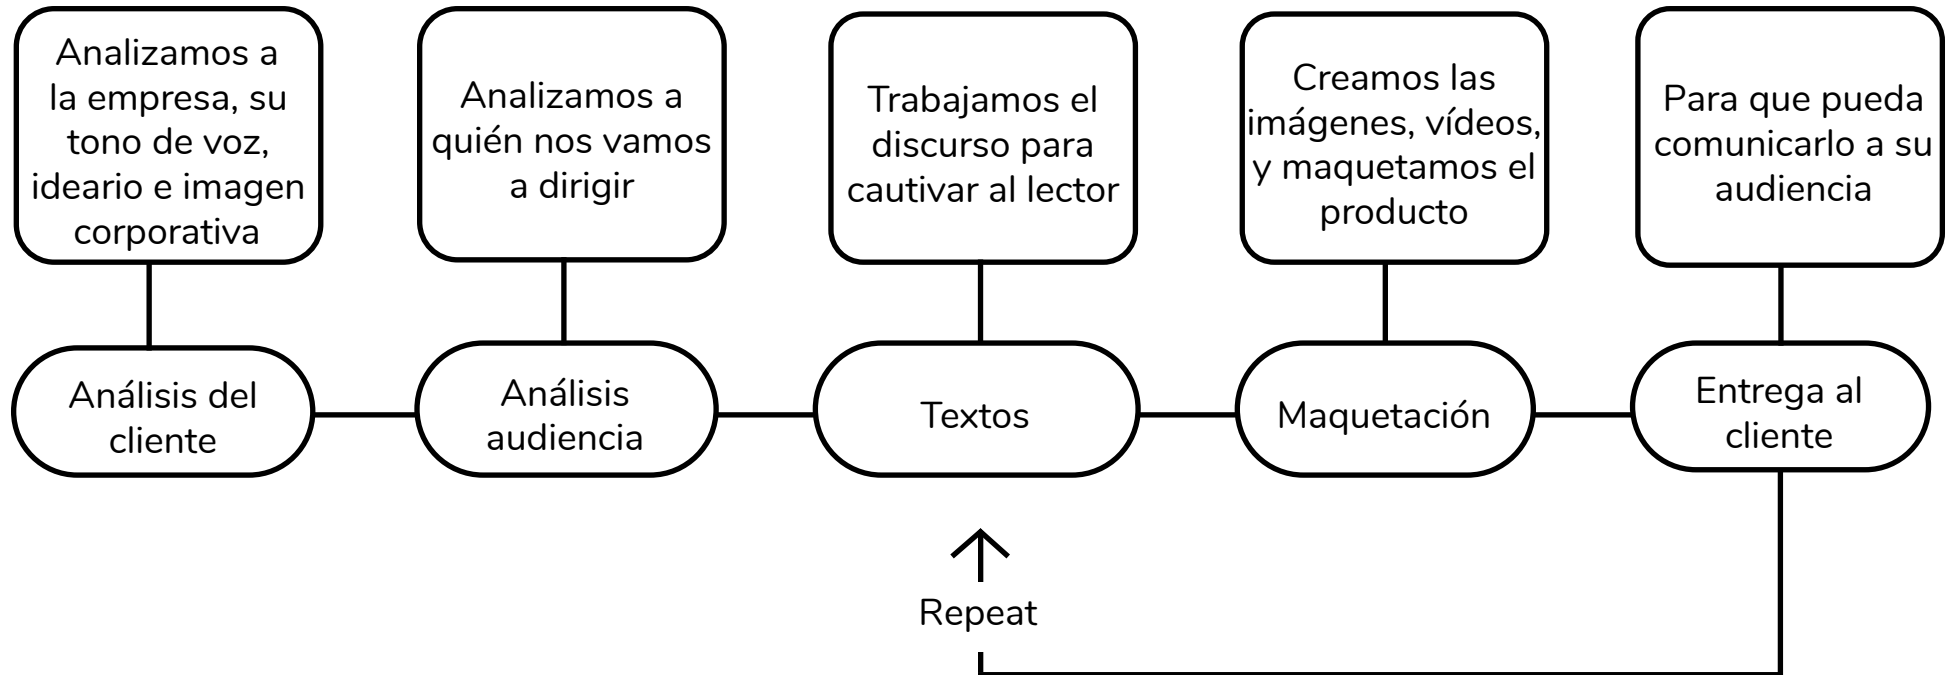 Analizamos a
la empresa, su
tono de voz,
ideario e imagen
corporativa
Analizamos a
quién nos vamos
a dirigir
Trabajamos el
discurso para
cautivar al lector
Creamos las
imágenes, vídeos,
y maquetamos el
producto
Para que pueda
comunicarlo a su
audiencia
Análisis del
cliente
Análisis
audiencia
Textos
Maquetación
Entrega al
cliente
Repeat